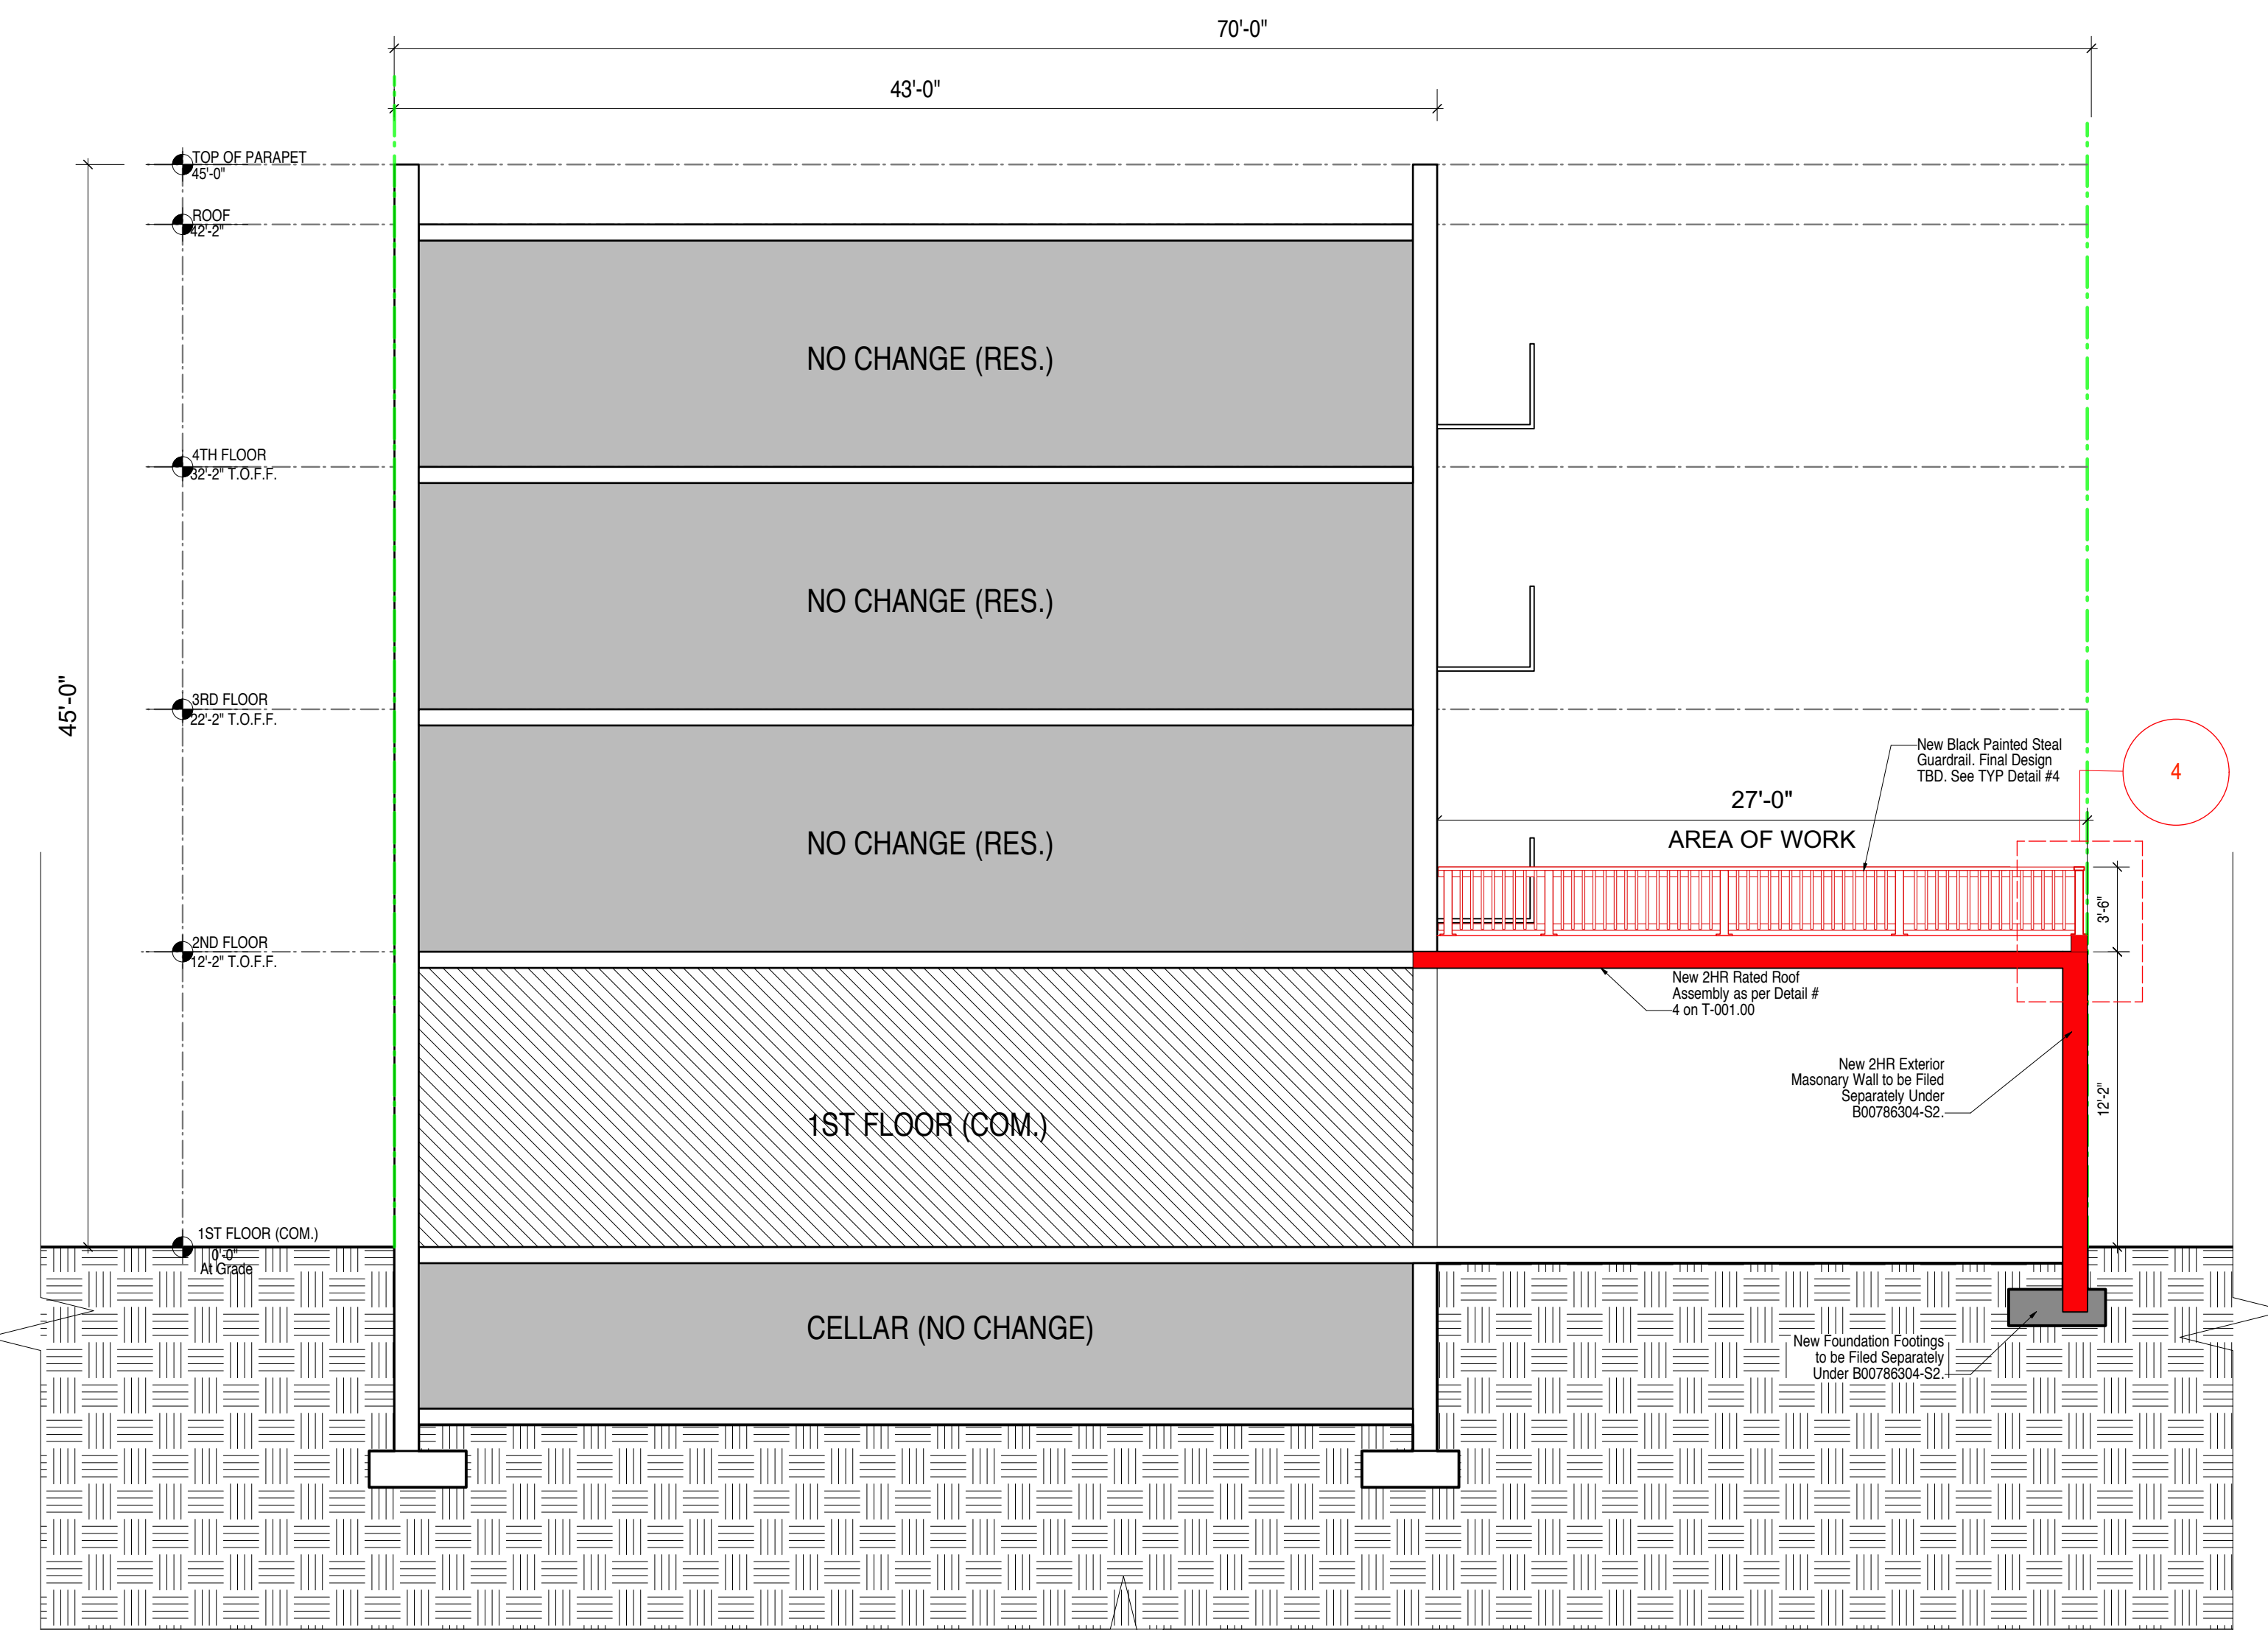 70'-0"
43'-0"
TOP OF PARAPET
45'-0"
ROOF
42'-2"
NO CHANGE (RES.)
4TH FLOOR
32'-2" T.O.F.F.
NO CHANGE (RES.)
45'-0"
3RD FLOOR
22'-2" T.O.F.F.
New Black Painted Steal
Guardrail. Final Design
TBD. See TYP Detail #4
4
27'-0"
AREA OF WORK
NO CHANGE (RES.)
3'-6"
2ND FLOOR
12'-2" T.O.F.F.
New 2HR Rated Roof
Assembly as per Detail #
4 on T-001.00
New 2HR Exterior
Masonary Wall to be Filed
Separately Under
B00786304-S2.
12'-2"
1ST FLOOR (COM.)
1ST FLOOR (COM.)
0'-0"
At Grade
CELLAR (NO CHANGE)
New Foundation Footings
to be Filed Separately
Under B00786304-S2.